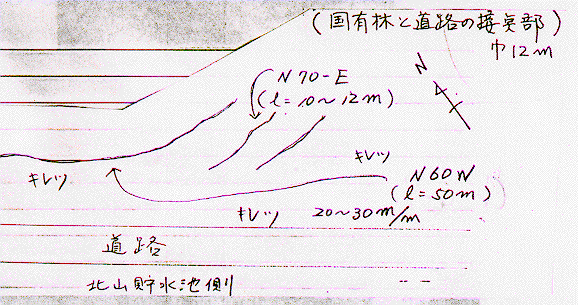 (国有林と道路の接点部)
巾12m
N
N70-E
(l=10~12m)
キレツ
N60W
(l=50m)
キレツ
キレツ 20~30m/m
道路
北山貯水池側